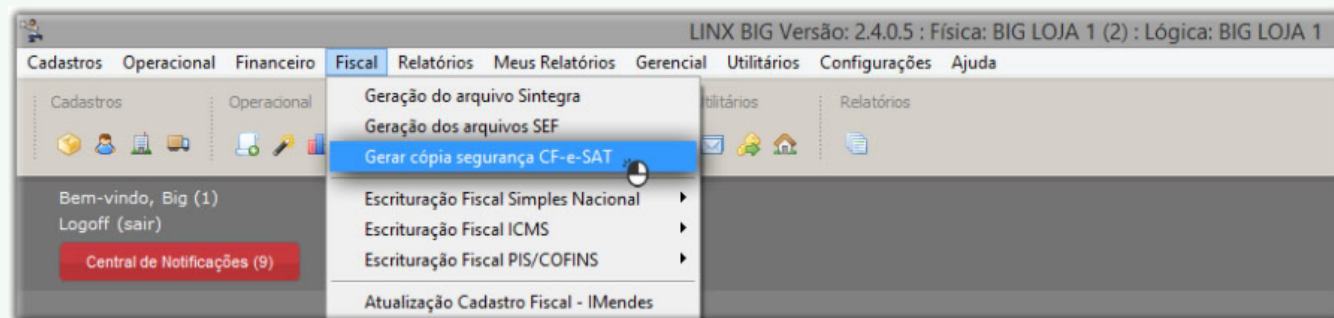 LINX BIG Versão: 2.4.0.5 : Física: BIG LOJA 1 (2) : Lógica: BIG LOJA 1
Cadastros Operacional Financeiro Fiscal Relatórios Meus Relatórios Gerencial Utilitários Configurações Ajuda
Cadastros Operacional Relatórios
Geração do arquivo Sintegra
Geração dos arquivos SEF
Gerar cópia segurança CF-e-SAT
Bem-vindo, Big (1)
Logoff (sair)
Central de Notificações (9)
Escrituração Fiscal Simples Nacional
Escrituração Fiscal ICMS
Escrituração Fiscal PIS/COFINS
Atualização Cadastro Fiscal - IMendes